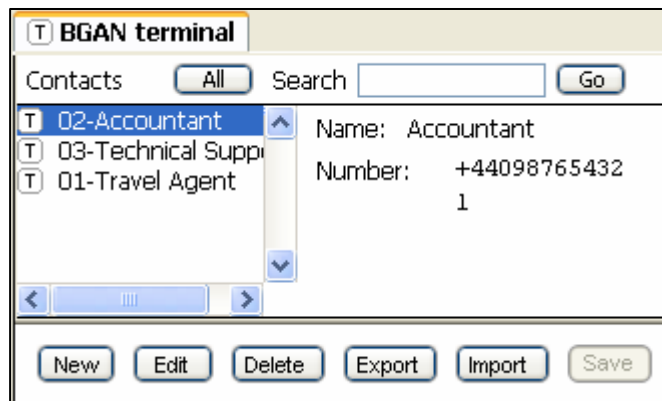 T BGAN terminal
Contacts All Search Go
T 02-Accountant
T 03-Technical Supp
T 01-Travel Agent
Name: Accountant
Number: +44098765432
1
New Edit Delete Export Import Save